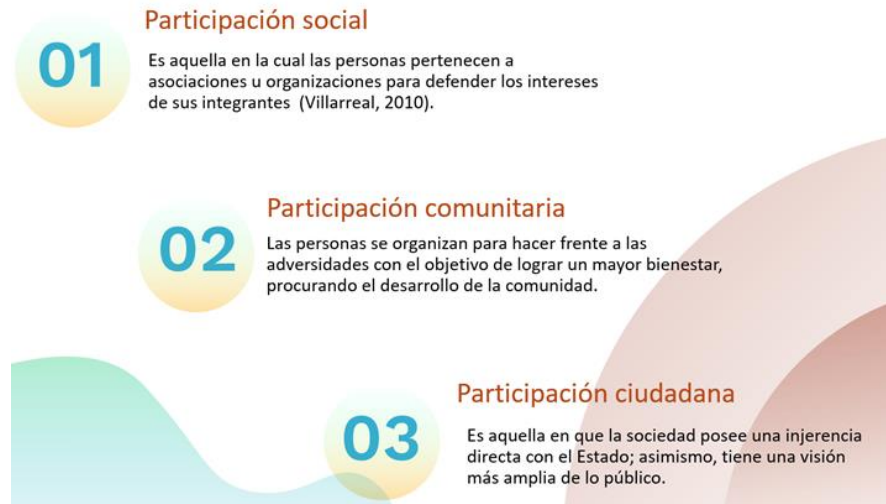 Participación social
01
Es aquella en la cual las personas pertenecen a
asociaciones u organizaciones para defender los intereses
de sus integrantes (Villarreal, 2010).
Participación comunitaria
02
Las personas se organizan para hacer frente a las
adversidades con el objetivo de lograr un mayor bienestar,
procurando el desarrollo de la comunidad.
Participación ciudadana
03
Es aquella en que la sociedad posee una injerencia
directa con el Estado; asimismo, tiene una visión
más amplia de lo público.